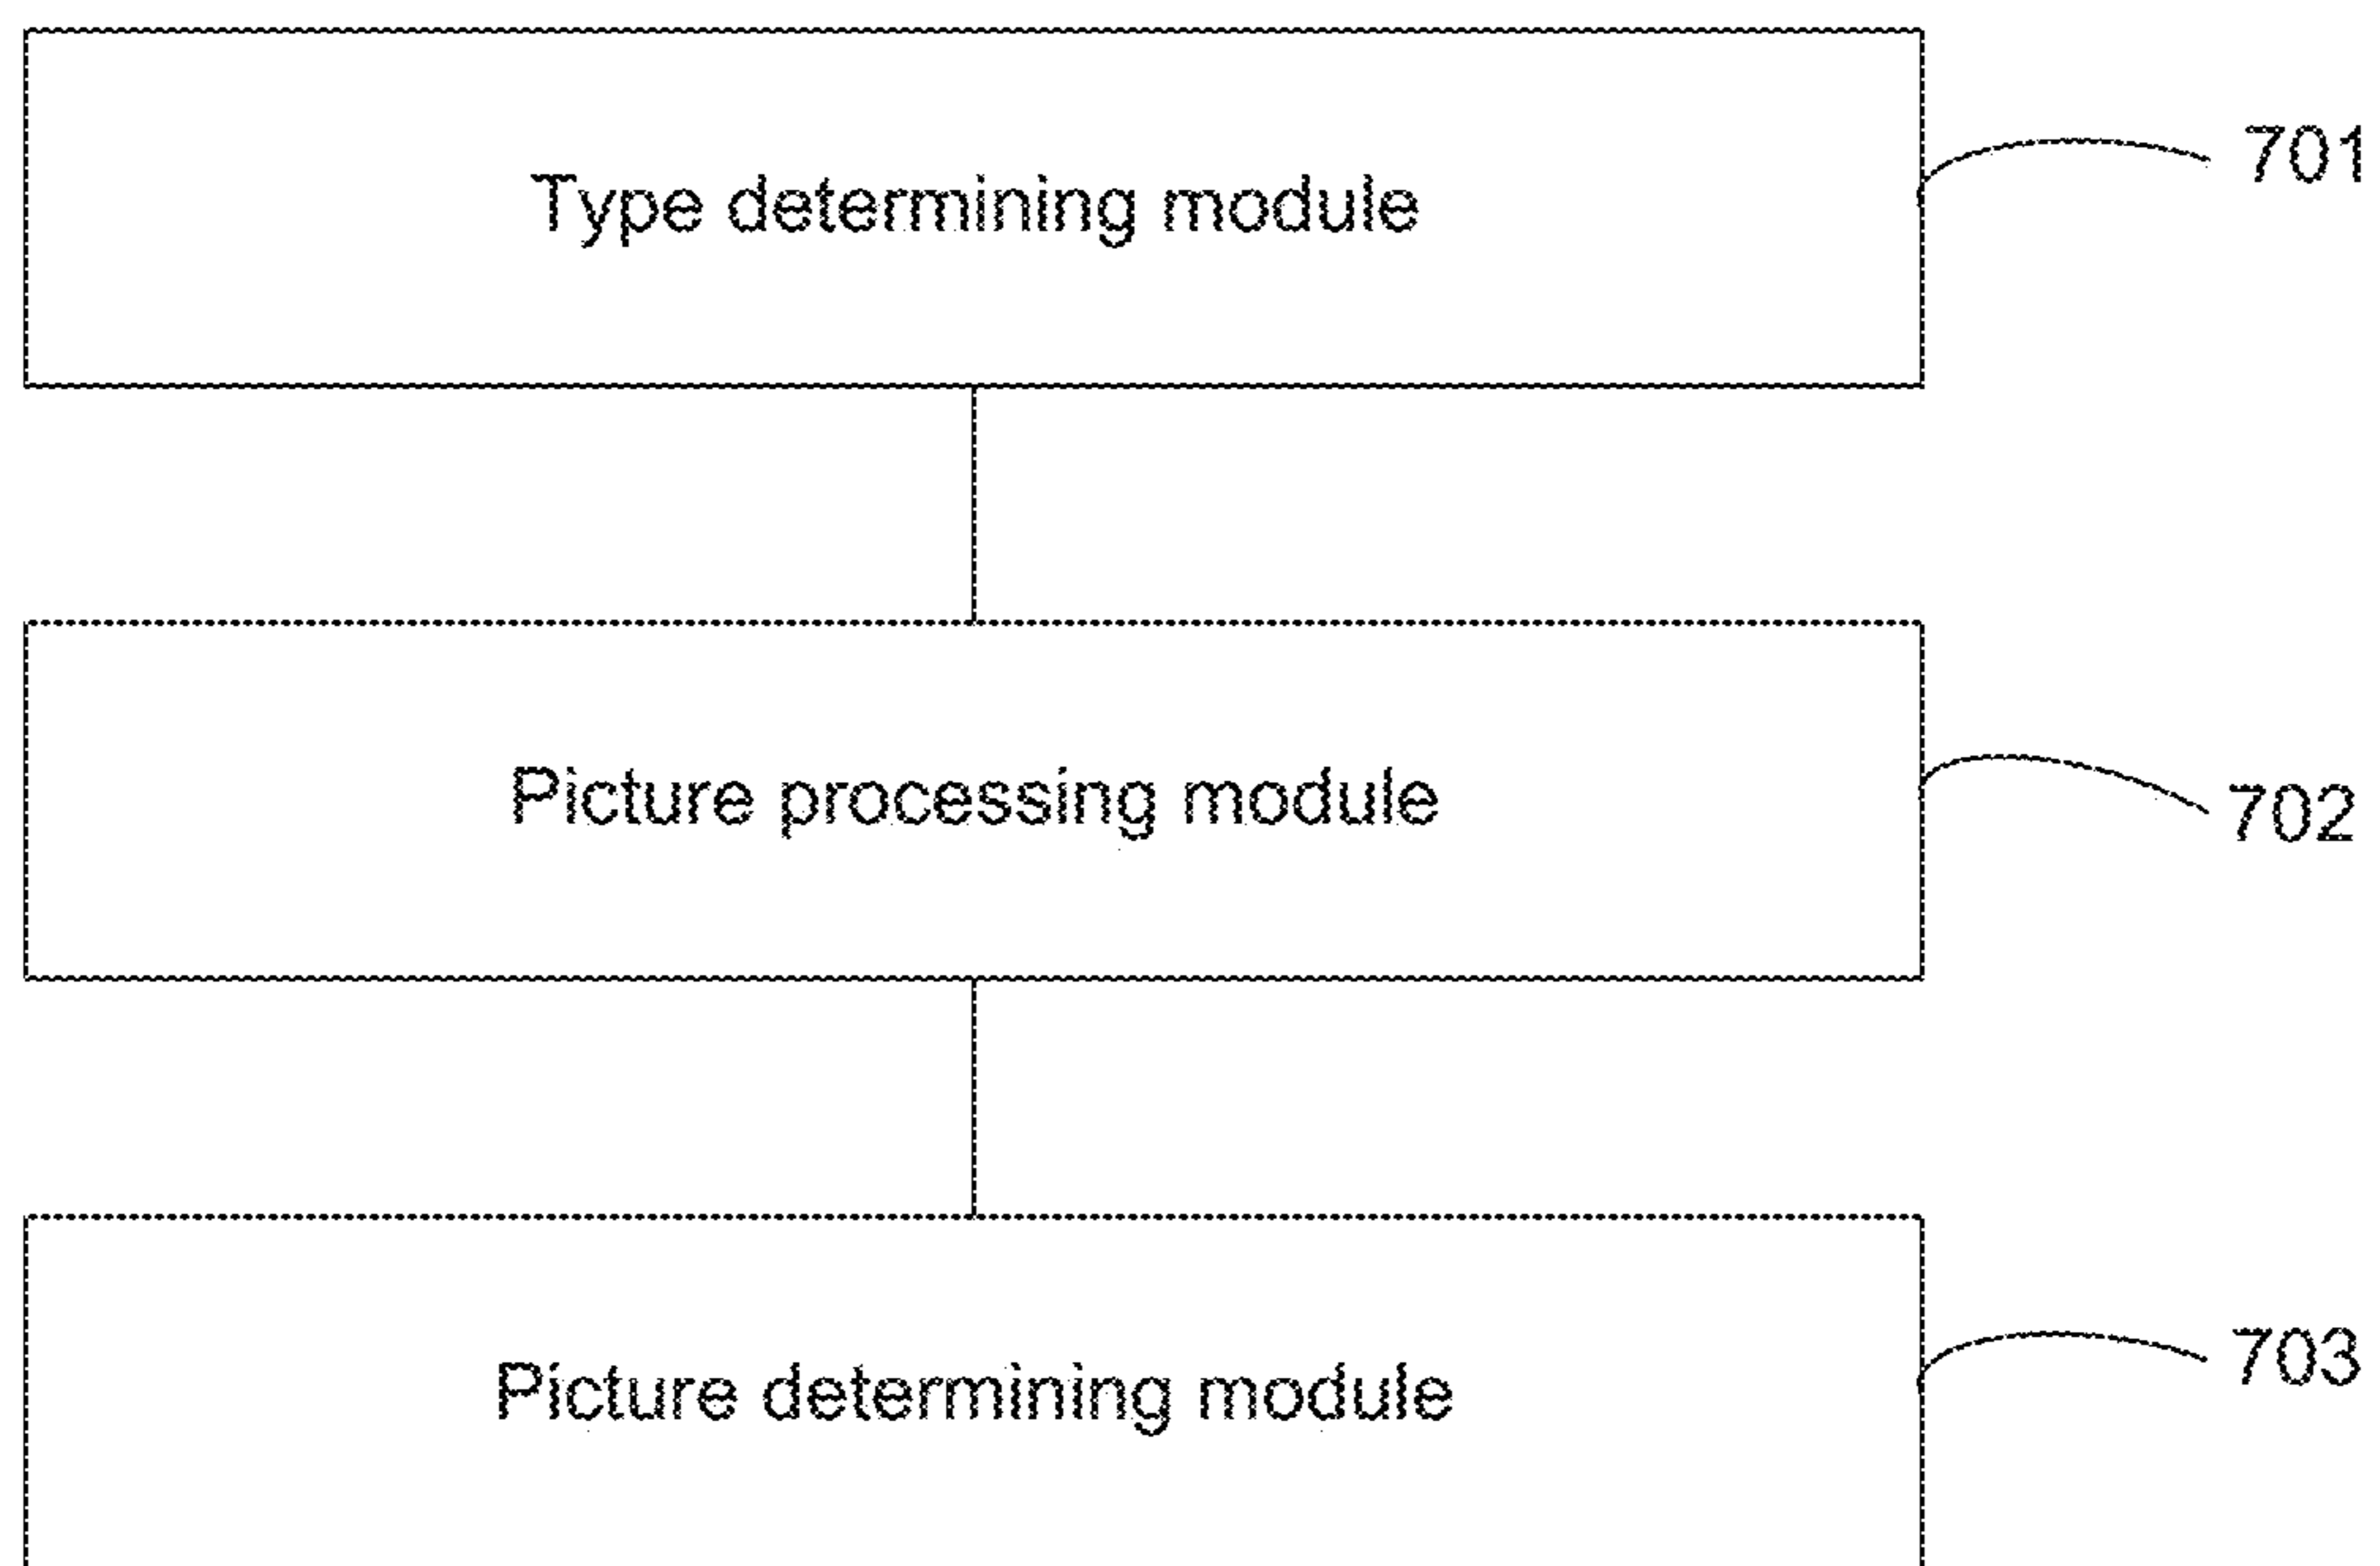 Type determining module
701
Picture processing module
702
Picture determining module
703